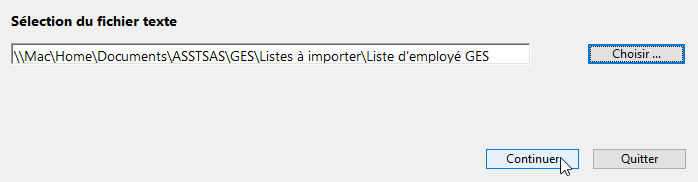 Sélection du fichier texte
\\Mac\Home\Documents\ASSTSAS\GES\Listes à importer\Liste d'employé GES
Choisir ...
Continuer
Quitter